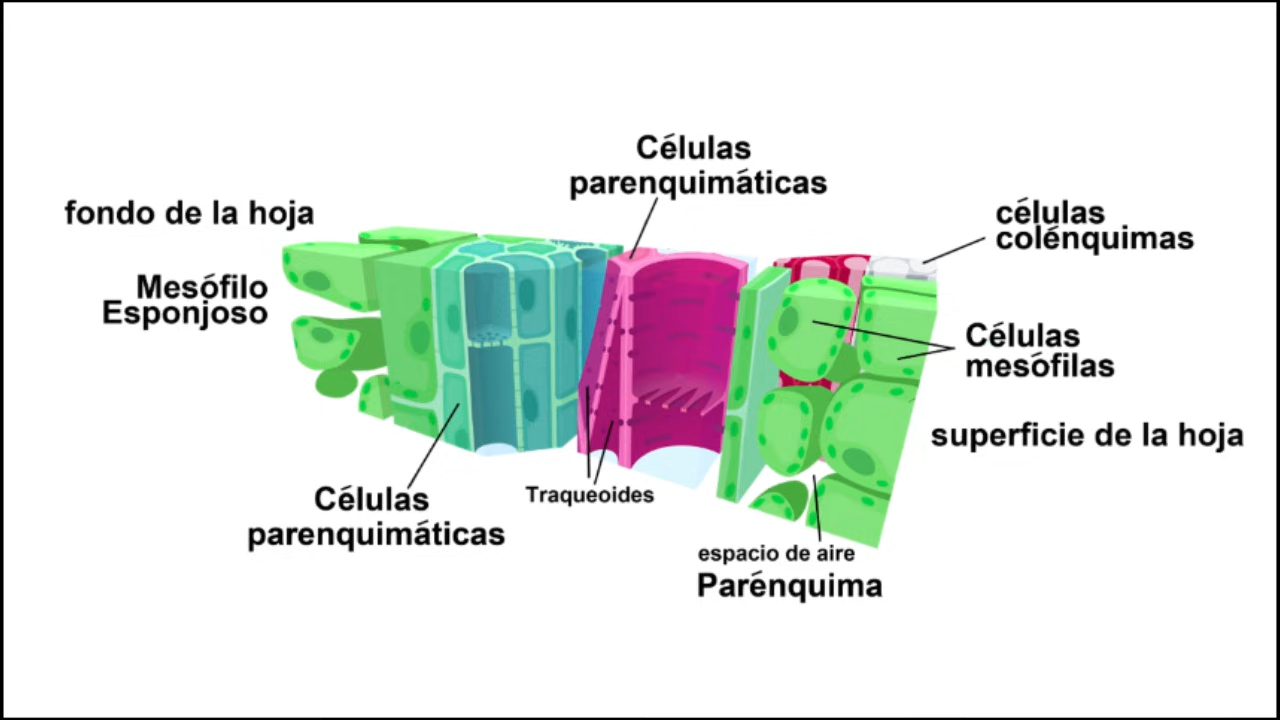 Células
parenquimáticas
fondo de la hoja
células
colénquimas
Mesófilo
Esponjoso
Células
mesófilas
superficie de la hoja
Células
parenquimáticas
Traqueoides
espacio de aire
Parénquima